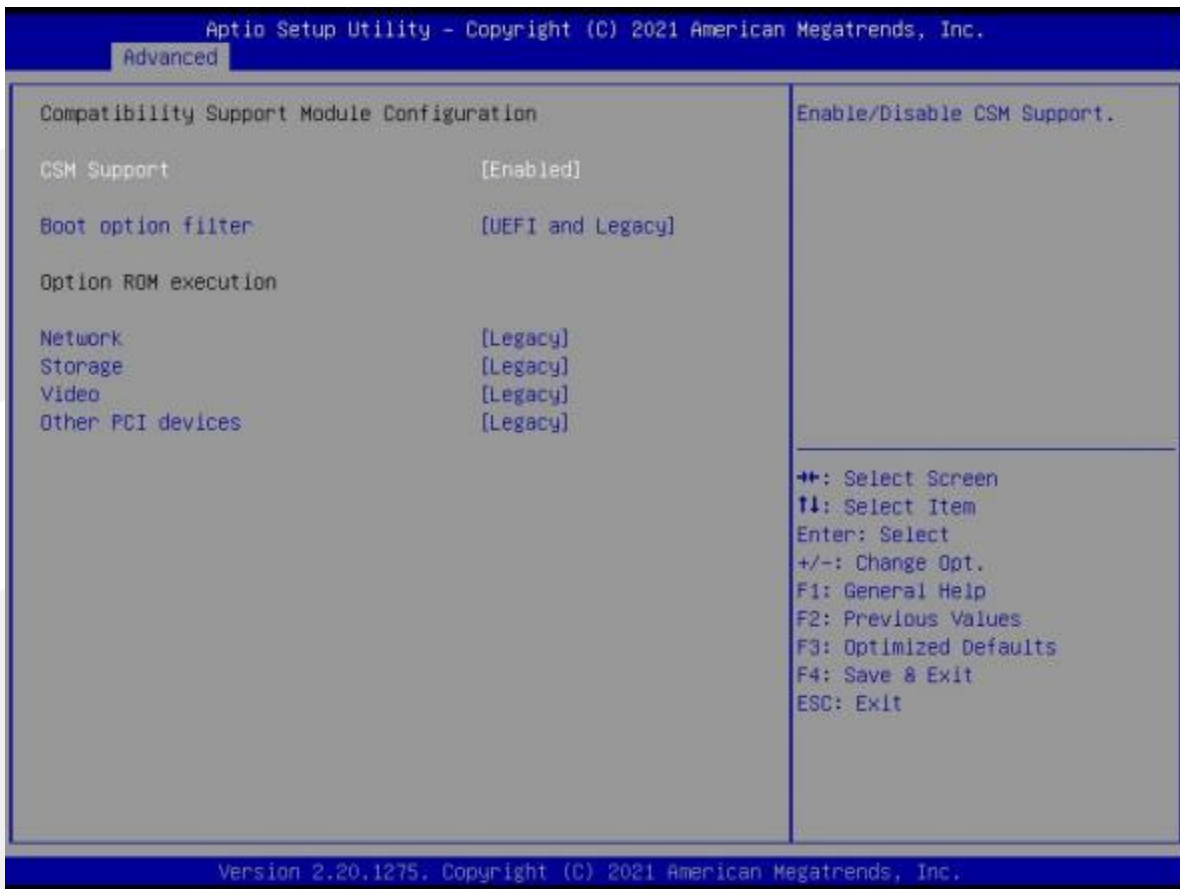 Aptio Setup Utility – Copyright (C) 2021 American Megatrends, Inc.
Advanced
Compatibility Support Module Configuration
CSM Support [Enabled]
Boot option filter [UEFI and Legacy]
Option ROM execution
Network [Legacy]
Storage [Legacy]
Video [Legacy]
Other PCI devices [Legacy]
Enable/Disable CSM Support.
→←: Select Screen
↑↓: Select Item
Enter: Select
+/-: Change Opt.
F1: General Help
F2: Previous Values
F3: Optimized Defaults
F4: Save & Exit
ESC: Exit
Version 2.20.1275. Copyright (C) 2021 American Megatrends, Inc.